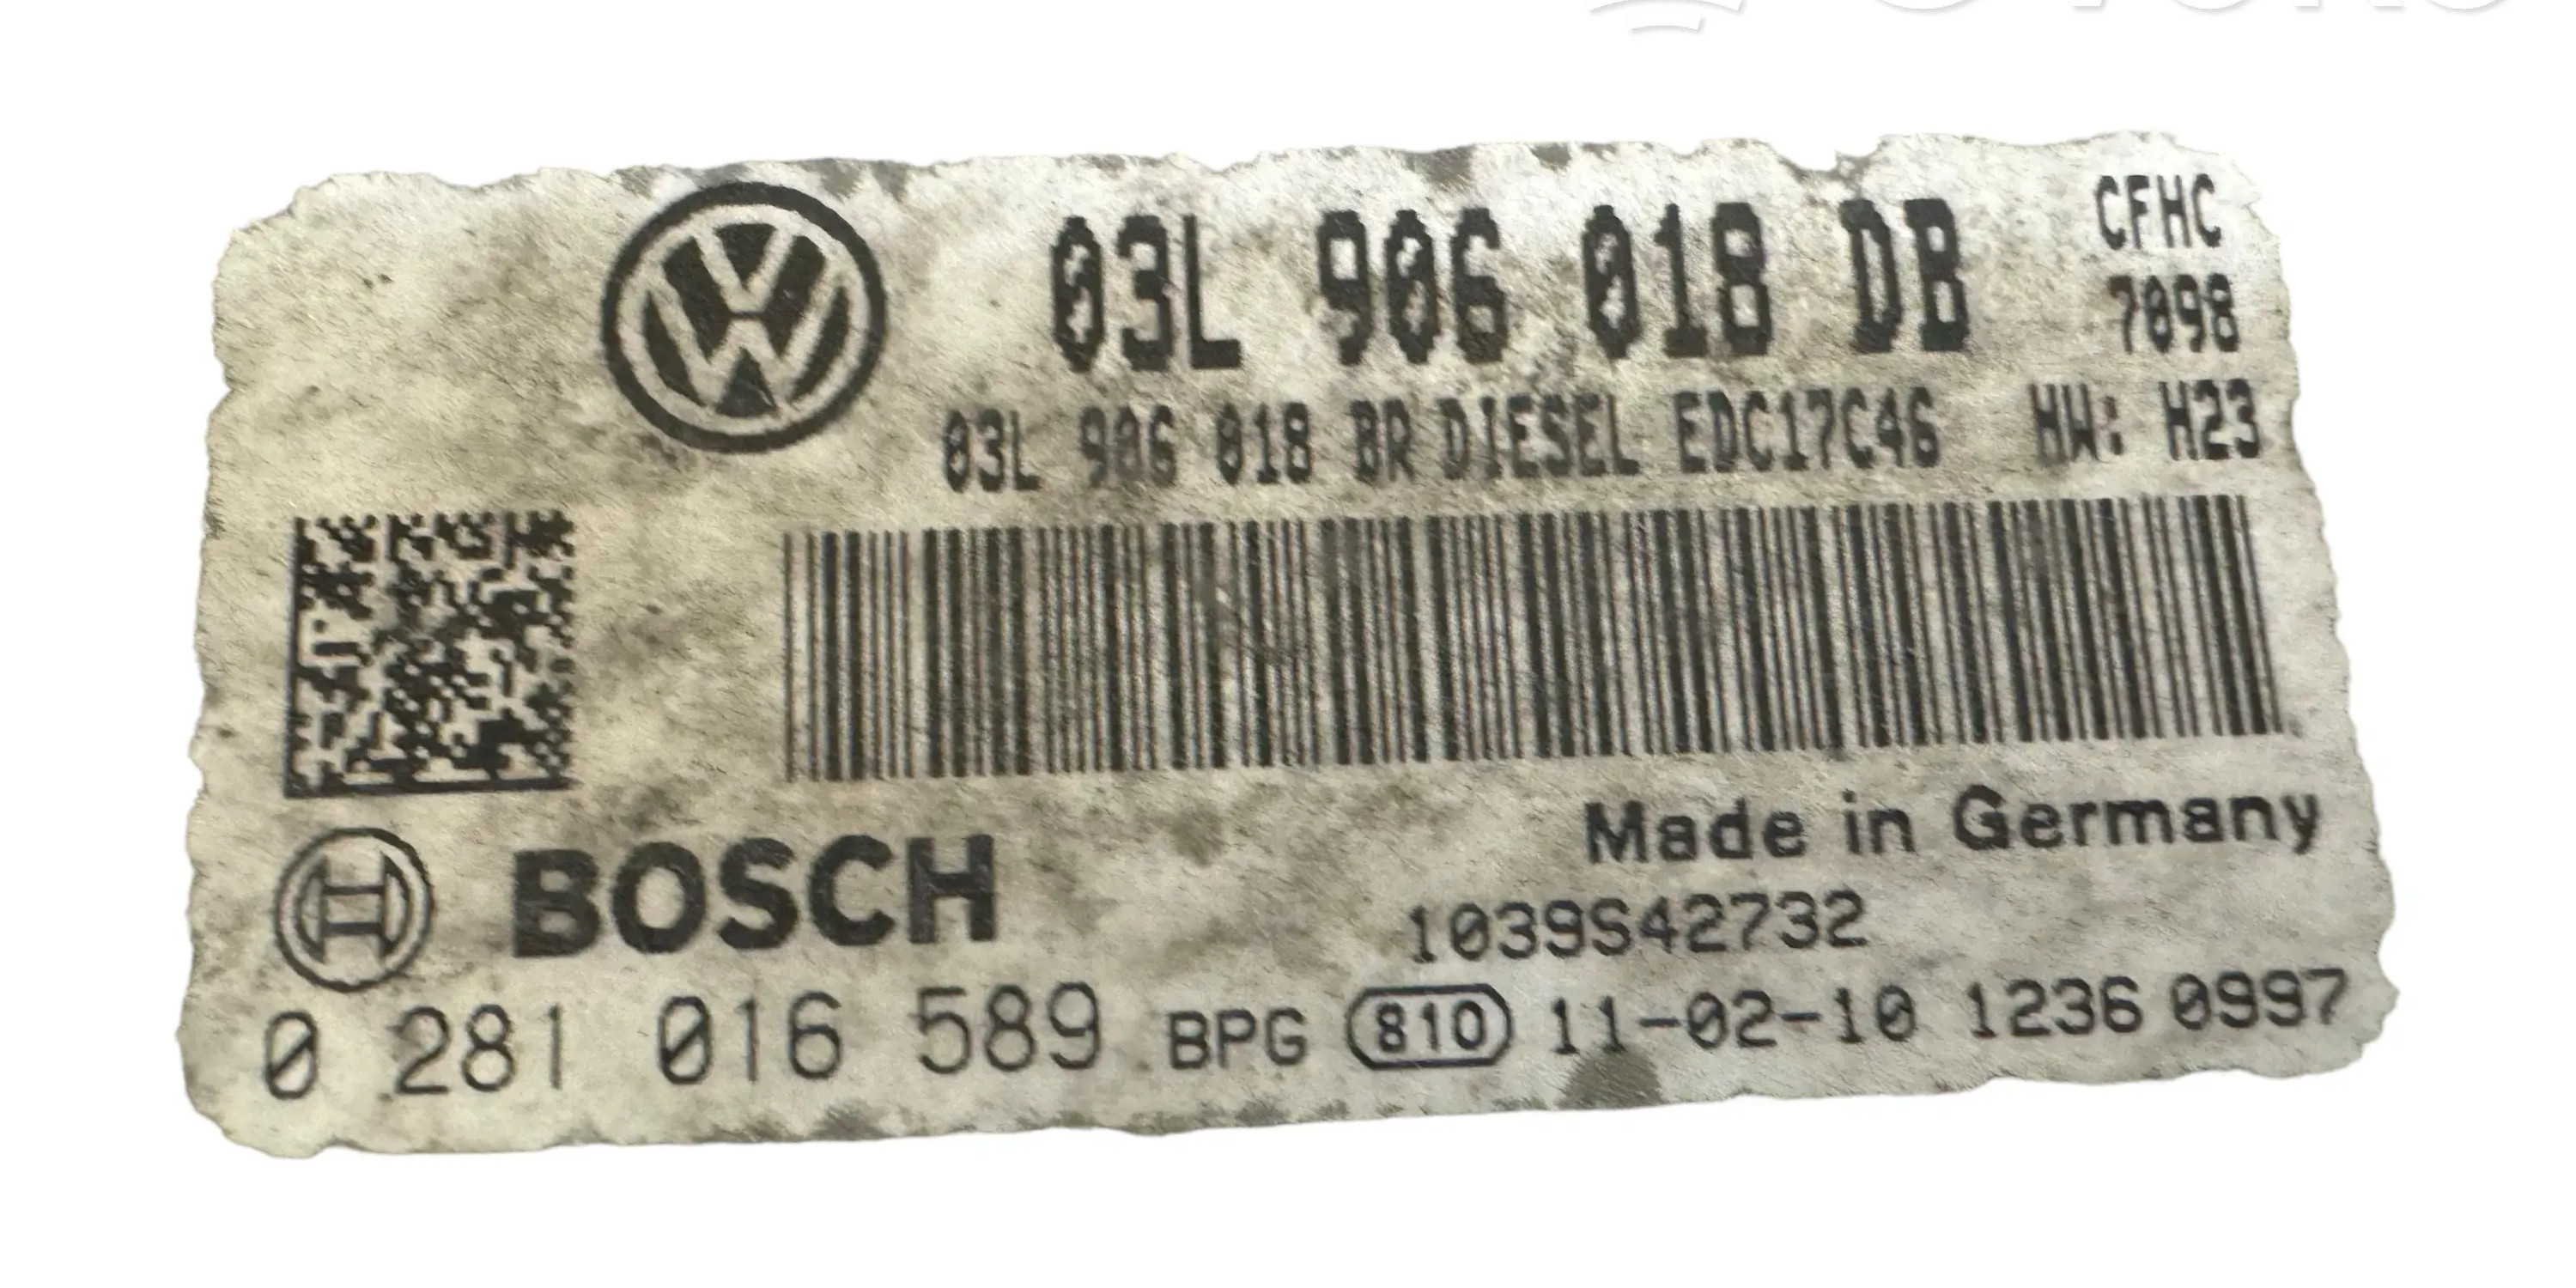 03L 906 018 DB
CFHC
7098
03L 906 018 BR DIESEL EDC17C46 HW: H23
Made in Germany
BOSCH
1039S42732
0 281 016 589 BPG 810 11-02-10 1236 0997